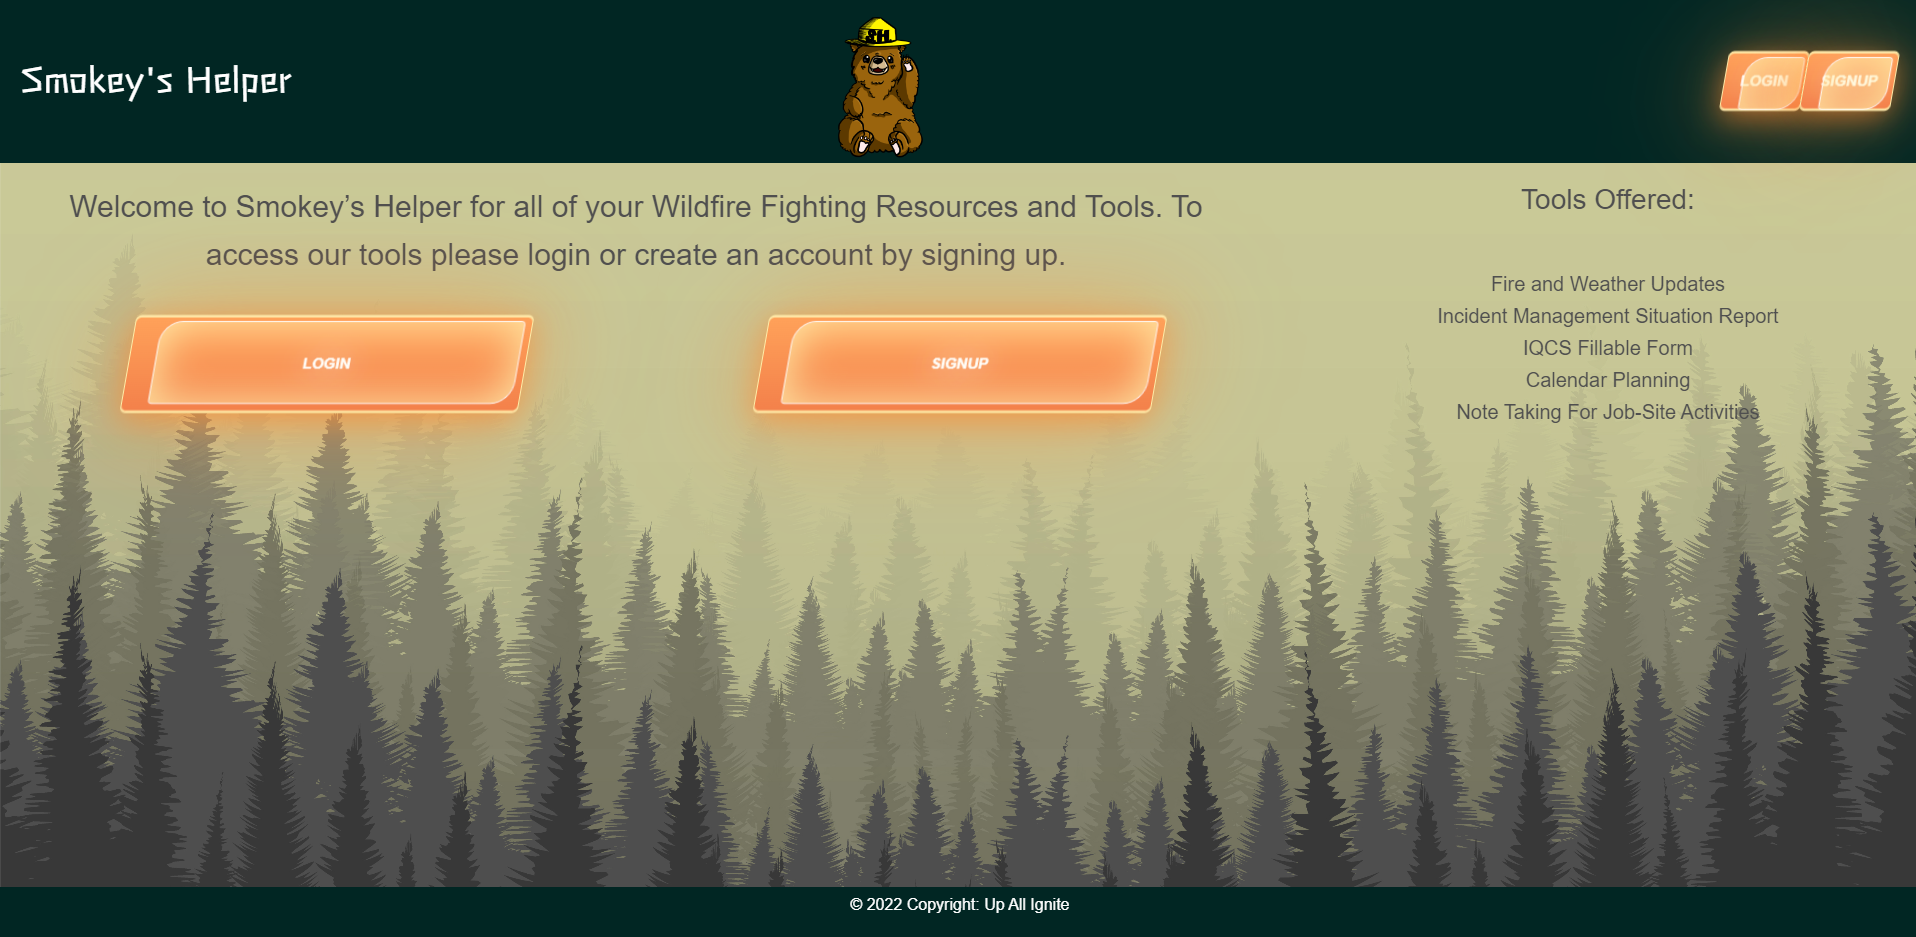 Smokey's Helper
SH
LOGIN
SIGNUP
Welcome to Smokey’s Helper for all of your Wildfire Fighting Resources and Tools. To
access our tools please login or create an account by signing up.
LOGIN
SIGNUP
Tools Offered:
Fire and Weather Updates
Incident Management Situation Report
IQCS Fillable Form
Calendar Planning
Note Taking For Job-Site Activities
© 2022 Copyright: Up All Ignite